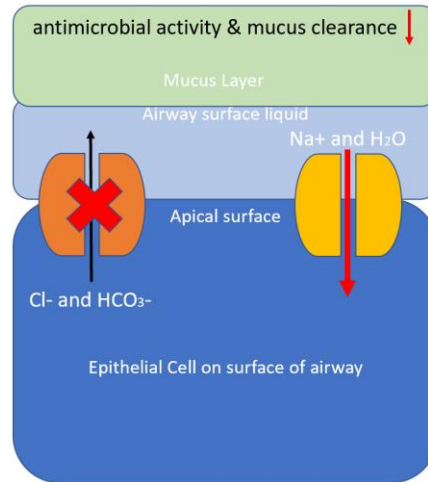 antimicrobial activity & mucus clearance
Mucus Layer
Airway surface liquid
Na+ and H₂O
Apical surface
Cl- and HCO₃-
Epithelial Cell on surface of airway